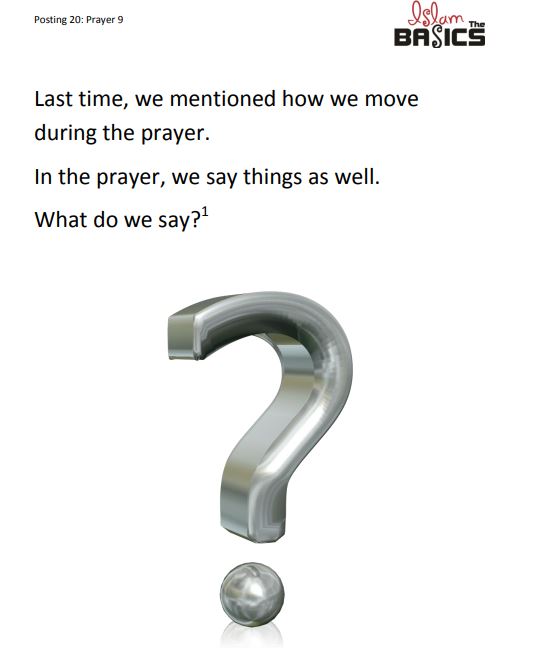 Posting 20: Prayer 9
Islam The
BASICS
Last time, we mentioned how we move
during the prayer.
In the prayer, we say things as well.
What do we say?1